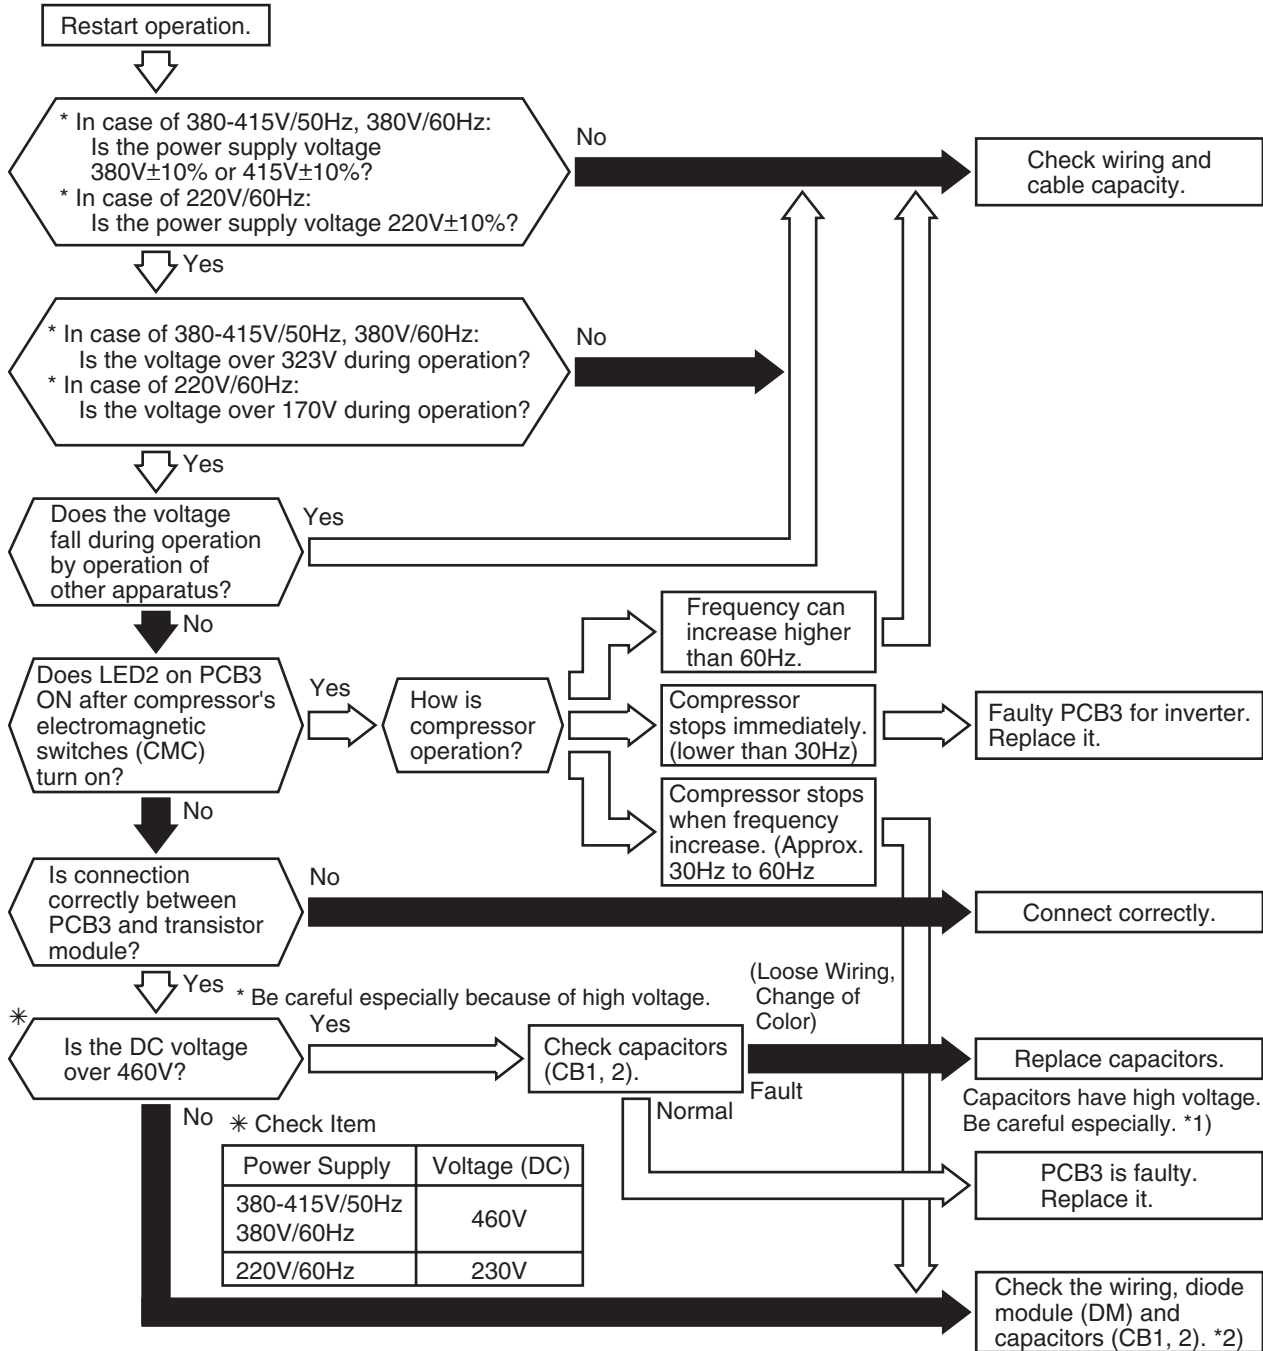 Restart operation.
* In case of 380-415V/50Hz, 380V/60Hz:
Is the power supply voltage
380V±10% or 415V±10%?
* In case of 220V/60Hz:
Is the power supply voltage 220V±10%?
No
Check wiring and
cable capacity.
Yes
* In case of 380-415V/50Hz, 380V/60Hz:
Is the voltage over 323V during operation?
* In case of 220V/60Hz:
Is the voltage over 170V during operation?
No
Yes
Does the voltage
fall during operation
by operation of
other apparatus?
Yes
No
Does LED2 on PCB3
ON after compressor's
electromagnetic
switches (CMC)
turn on?
Yes
How is
compressor
operation?
Frequency can
increase higher
than 60Hz.
Compressor
stops immediately.
(lower than 30Hz)
Faulty PCB3 for inverter.
Replace it.
Compressor stops
when frequency
increase. (Approx.
30Hz to 60Hz
No
Is connection
correctly between
PCB3 and transistor
module?
No
Connect correctly.
Yes
* Be careful especially because of high voltage.
(Loose Wiring,
Change of
Color)
✳
Is the DC voltage
over 460V?
Yes
Check capacitors
(CB1, 2).
Fault
Replace capacitors.
Capacitors have high voltage.
Be careful especially. *1)
Normal
PCB3 is faulty.
Replace it.
No
✳ Check Item
Power Supply Voltage (DC)
380-415V/50Hz
380V/60Hz
460V
220V/60Hz 230V
Check the wiring, diode
module (DM) and
capacitors (CB1, 2). *2)